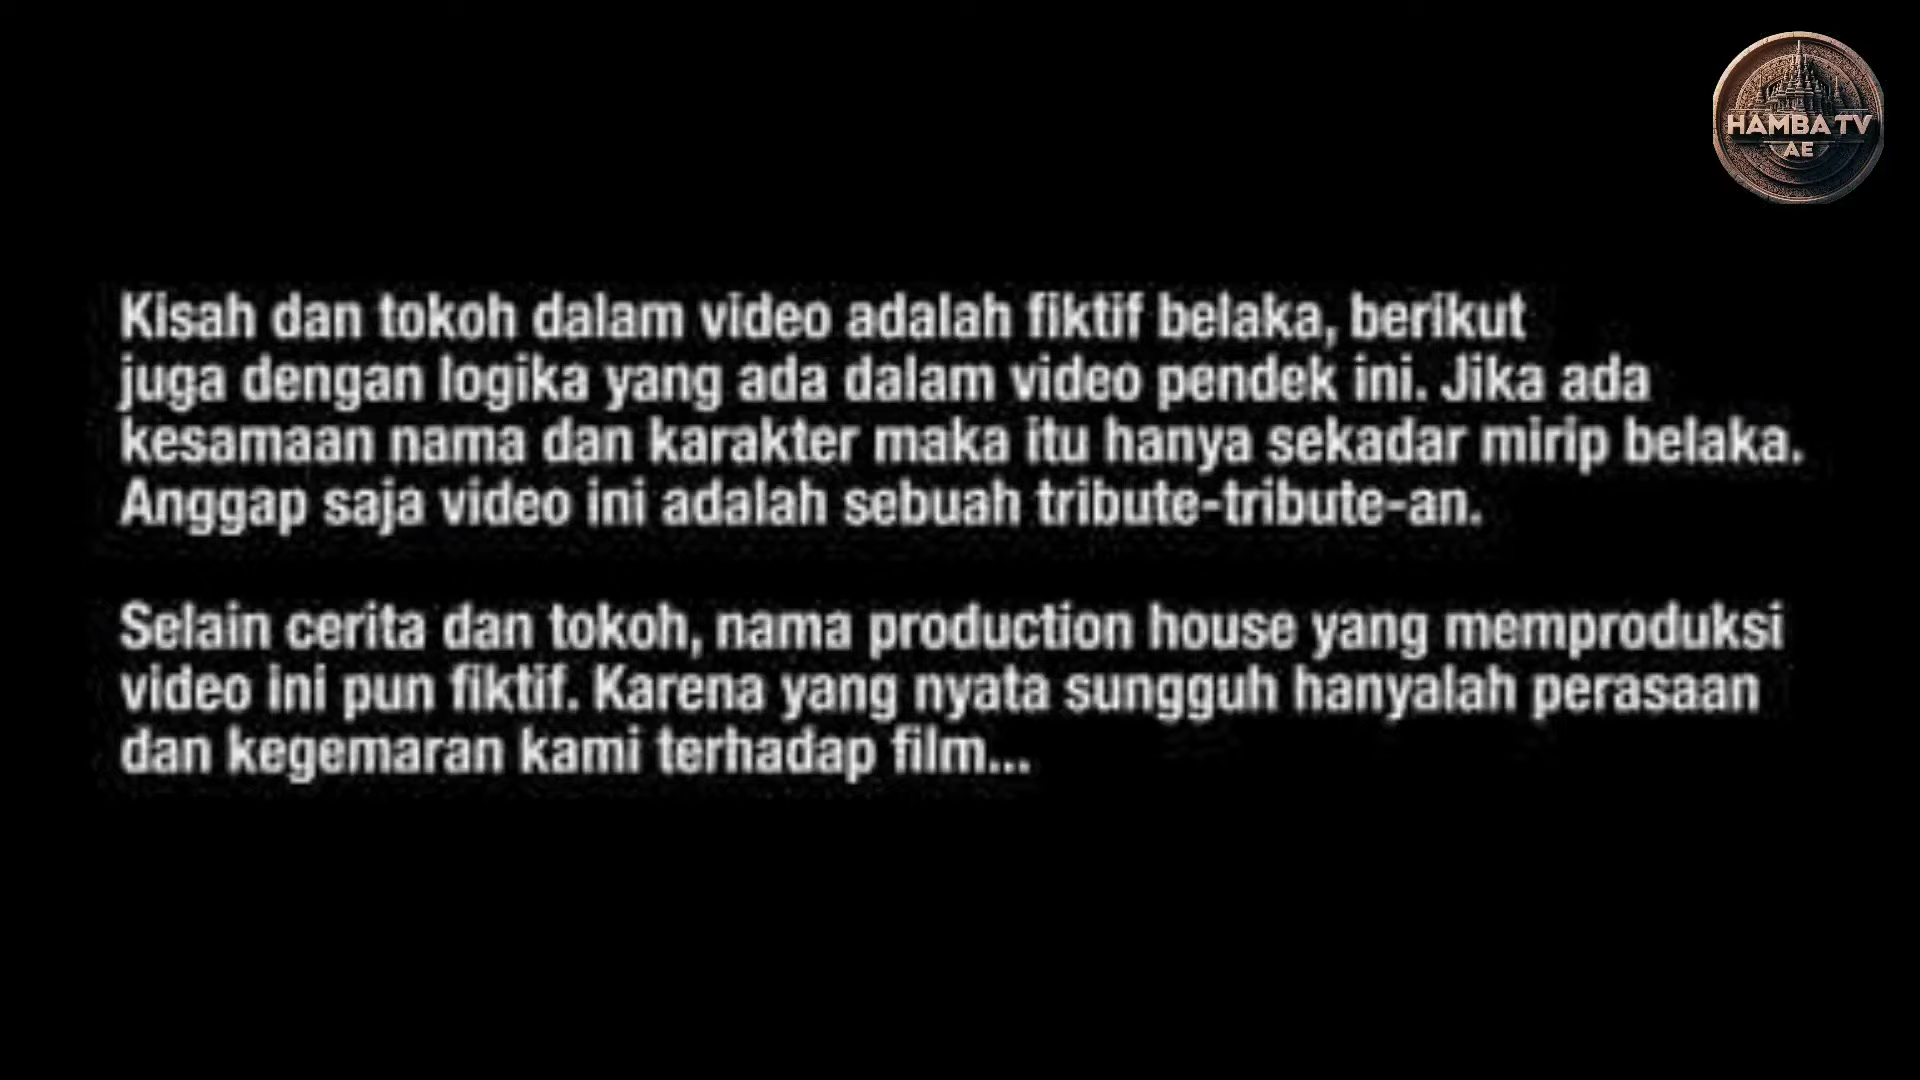 HAMBA TV
AE
Kisah dan tokoh dalam video adalah fiktif belaka, berikut
juga dengan logika yang ada dalam video pendek ini. Jika ada
kesamaan nama dan karakter maka itu hanya sekadar mirip belaka.
Anggap saja video ini adalah sebuah tribute-tribute-an.
Selain cerita dan tokoh, nama production house yang memproduksi
video ini pun fiktif. Karena yang nyata sungguh hanyalah perasaan
dan kegemaran kami terhadap film...